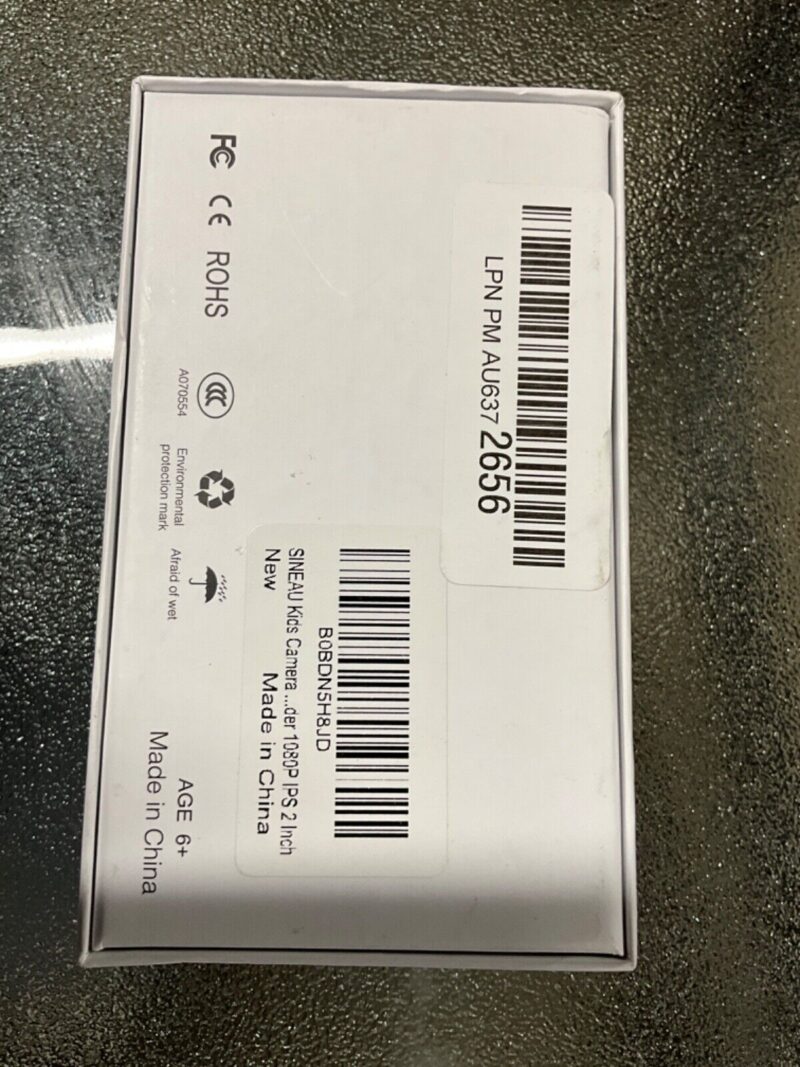 LPN PM AU637 2656
B0BDN5H8JD
SINEAU Kids Camera ...der 1080P IPS 2 Inch
New
Made in China
FC CE ROHS
CCC
A070554
Environmental
protection mark
Afraid of wet
AGE 6+
Made in China